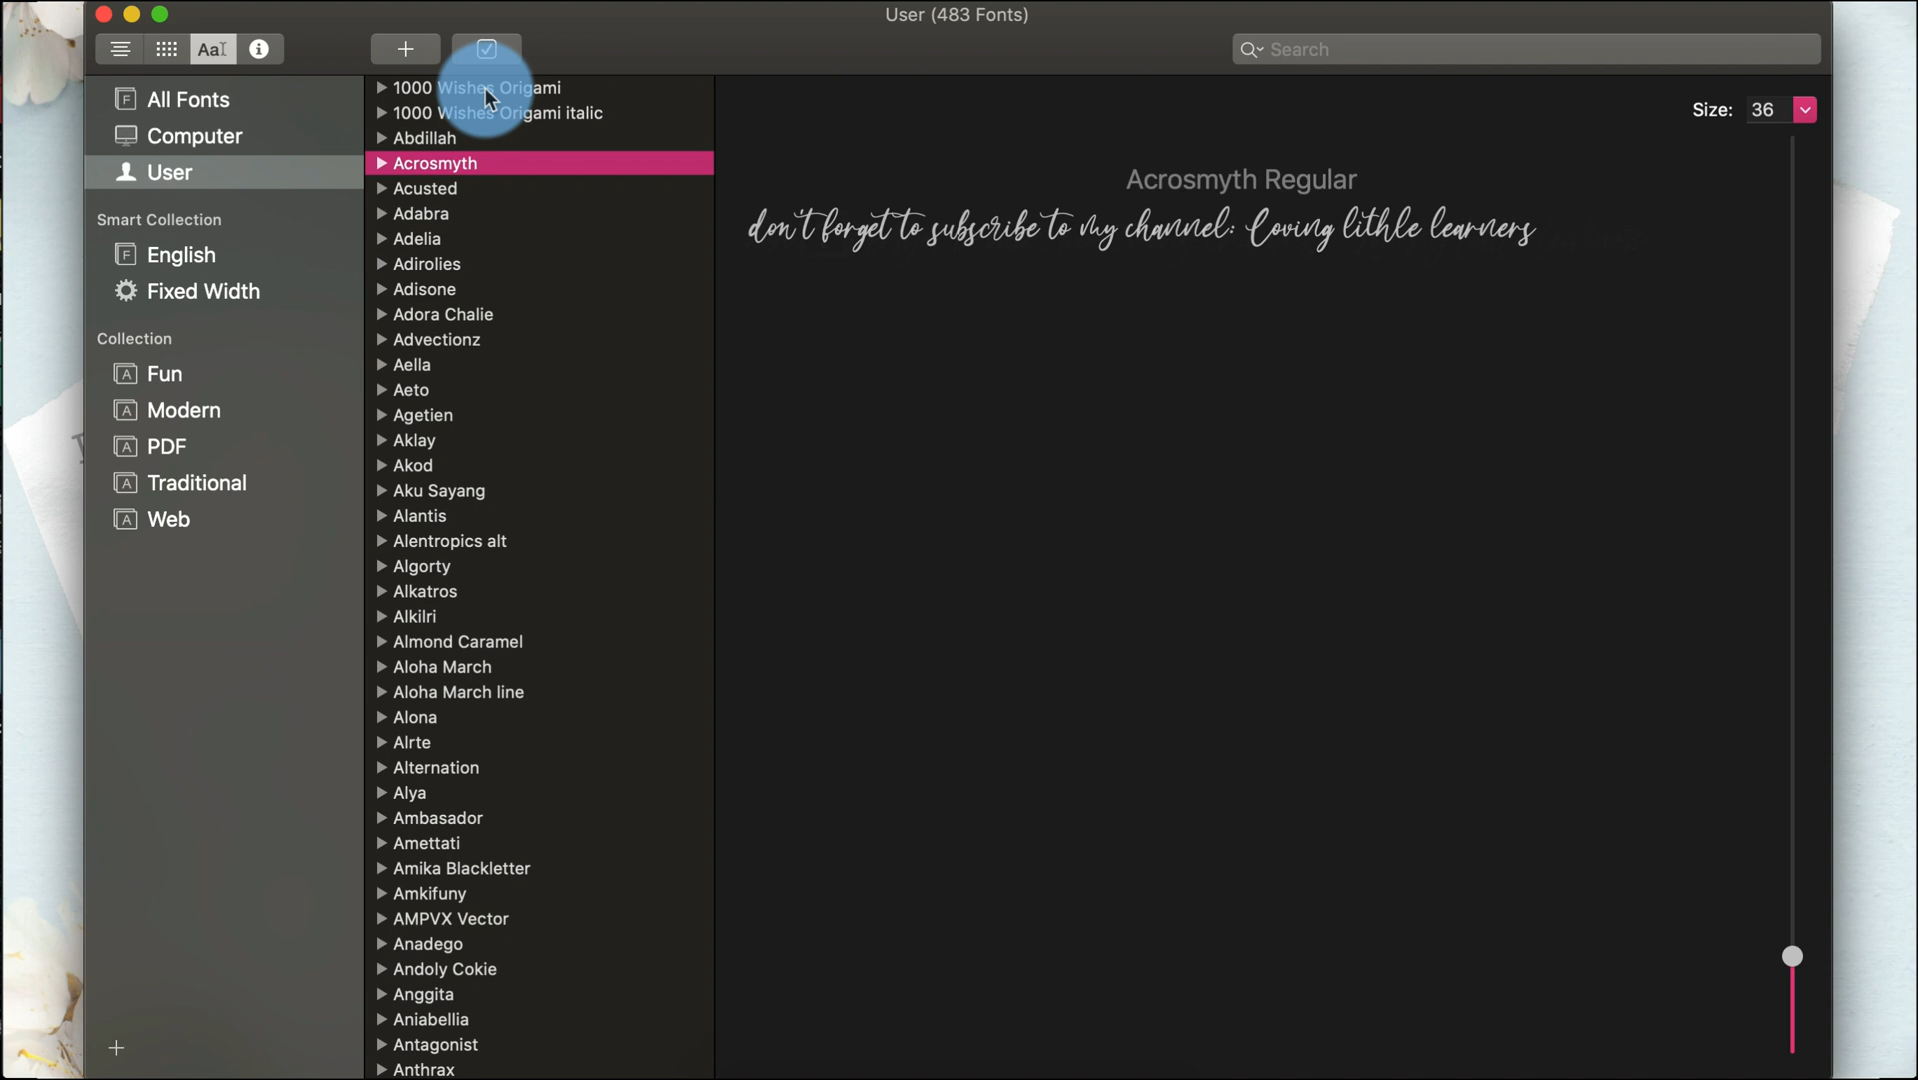 User (483 Fonts)
AaI
Search
All Fonts
Computer
User
Smart Collection
English
Fixed Width
Collection
Fun
Modern
PDF
Traditional
Web
1000 Wishes Origami
1000 Wishes Origami italic
Abdillah
Acrosmyth
Acusted
Adabra
Adelia
Adirolies
Adisone
Adora Chalie
Advectionz
Aella
Aeto
Agetien
Aklay
Akod
Aku Sayang
Alantis
Alentropics alt
Algorty
Alkatros
Alkilri
Almond Caramel
Aloha March
Aloha March line
Alona
Alrte
Alternation
Alya
Ambasador
Amettati
Amika Blackletter
Amkifuny
AMPVX Vector
Anadego
Andoly Cokie
Anggita
Aniabellia
Antagonist
Anthrax
Size: 36
Acrosmyth Regular
don't forget to subscribe to my channel: Loving lithle learners